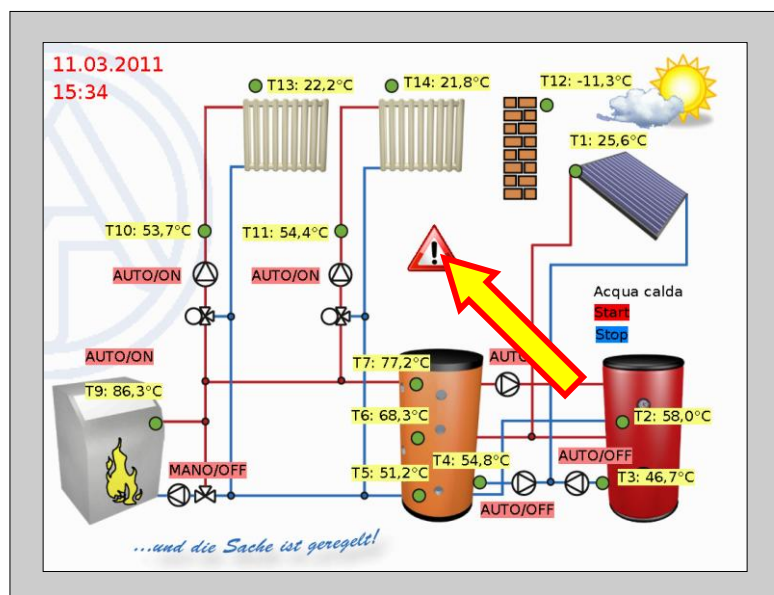 11.03.2011
15:34
T13: 22,2°C
T14: 21,8°C
T12: -11,3°C
T1: 25,6°C
T10: 53,7°C
T11: 54,4°C
AUTO/ON
AUTO/ON
Acqua calda
Start
Stop
AUTO/ON
AUTO
T7: 77,2°C
T9: 86,3°C
T6: 68,3°C
T2: 58,0°C
T4: 54,8°C
AUTO/OFF
MANO/OFF
T5: 51,2°C
T3: 46,7°C
AUTO/OFF
...und die Sache ist geregelt!